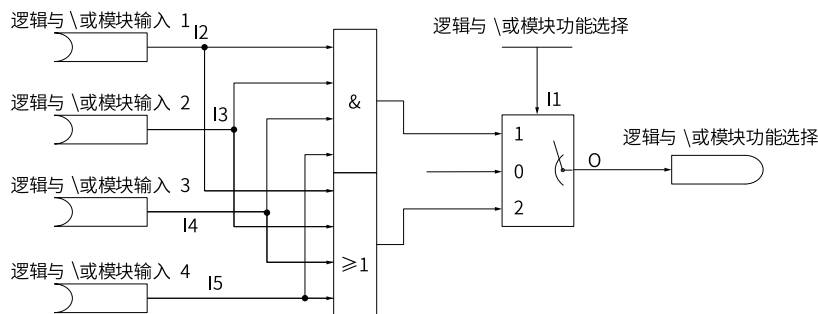 逻辑与 \或模块输入 1
I2
逻辑与 \或模块功能选择
逻辑与 \或模块输入 2
I3
&
I1
1
逻辑与 \或模块功能选择
0
O
逻辑与 \或模块输入 3
I4
2
逻辑与 \或模块输入 4
I5
≥1